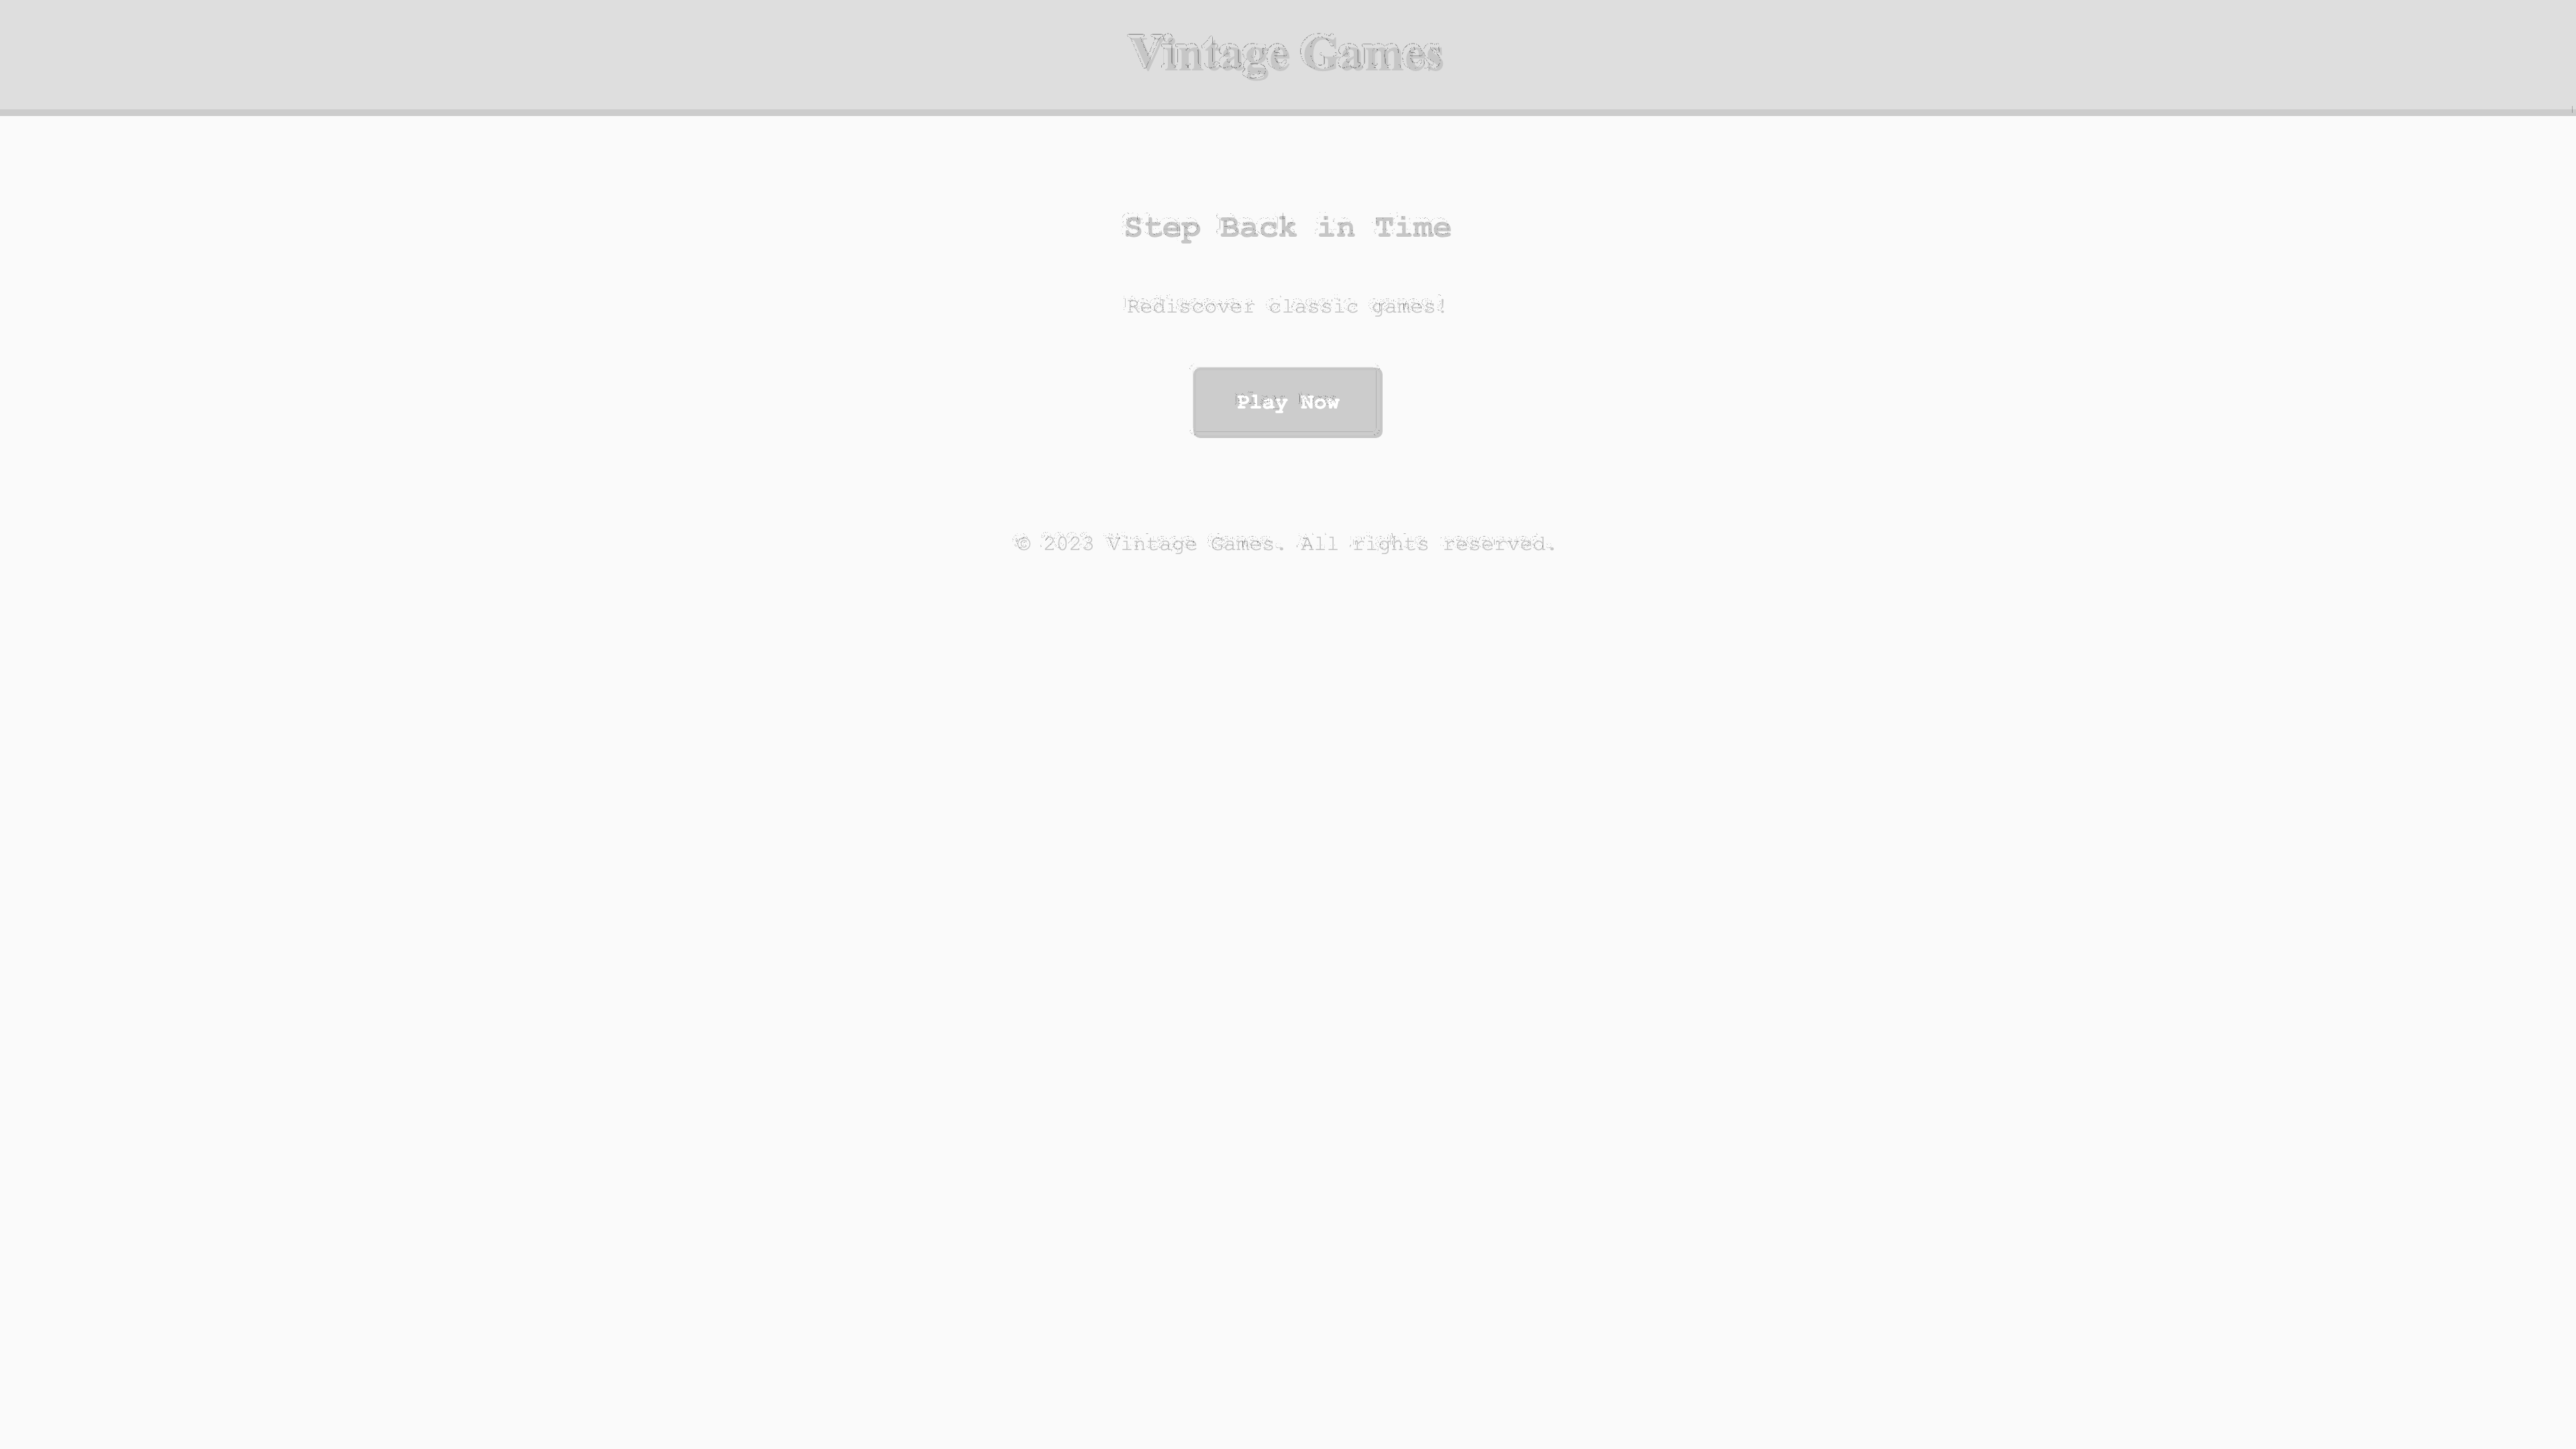 Vintage Games
Step Back in Time
Rediscover classic games!
Play Now
© 2023 Vintage Games. All rights reserved.